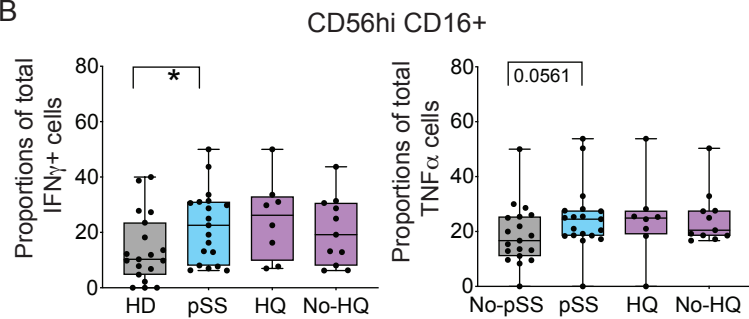 B
CD56hi CD16+
Proportions of total
IFNγ+ cells
80
60
40
20
0
*
HD
pSS
HQ
No-HQ
Proportions of total
TNFα cells
80
60
40
20
0
0.0561
No-pSS
pSS
HQ
No-HQ